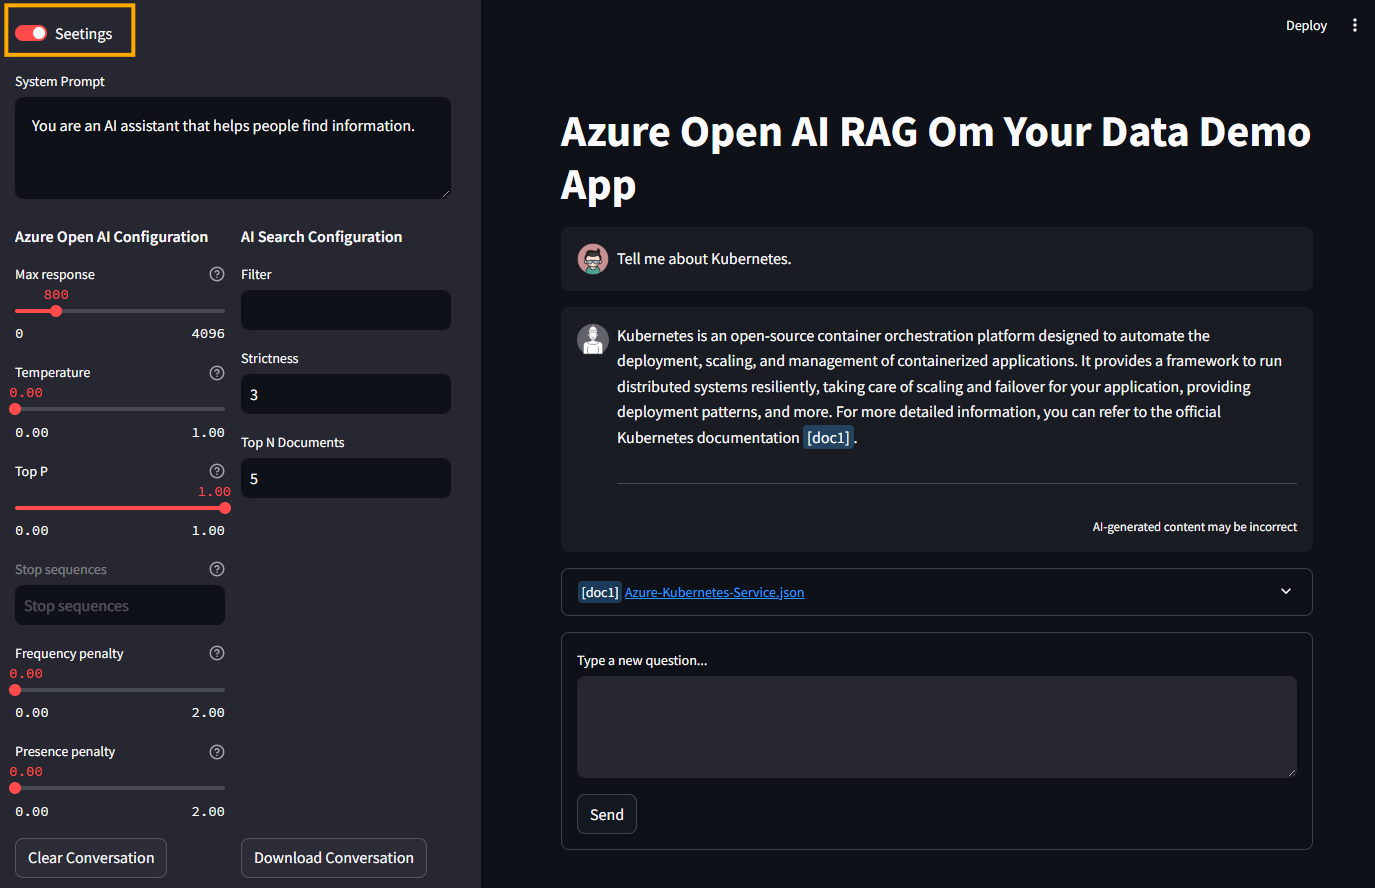 Seetings
System Prompt
You are an AI assistant that helps people find information.
Azure Open AI Configuration
Max response
800
0 4096
Temperature
0.00
0.00 1.00
Top P
1.00
0.00 1.00
Stop sequences
Stop sequences
Frequency penalty
0.00
0.00 2.00
Presence penalty
0.00
0.00 2.00
AI Search Configuration
Filter
Strictness
3
Top N Documents
5
Clear Conversation
Download Conversation
Deploy
Azure Open AI RAG Om Your Data Demo
App
Tell me about Kubernetes.
Kubernetes is an open-source container orchestration platform designed to automate the
deployment, scaling, and management of containerized applications. It provides a framework to run
distributed systems resiliently, taking care of scaling and failover for your application, providing
deployment patterns, and more. For more detailed information, you can refer to the official
Kubernetes documentation [doc1] .
AI-generated content may be incorrect
[doc1] Azure-Kubernetes-Service.json
Type a new question...
Send